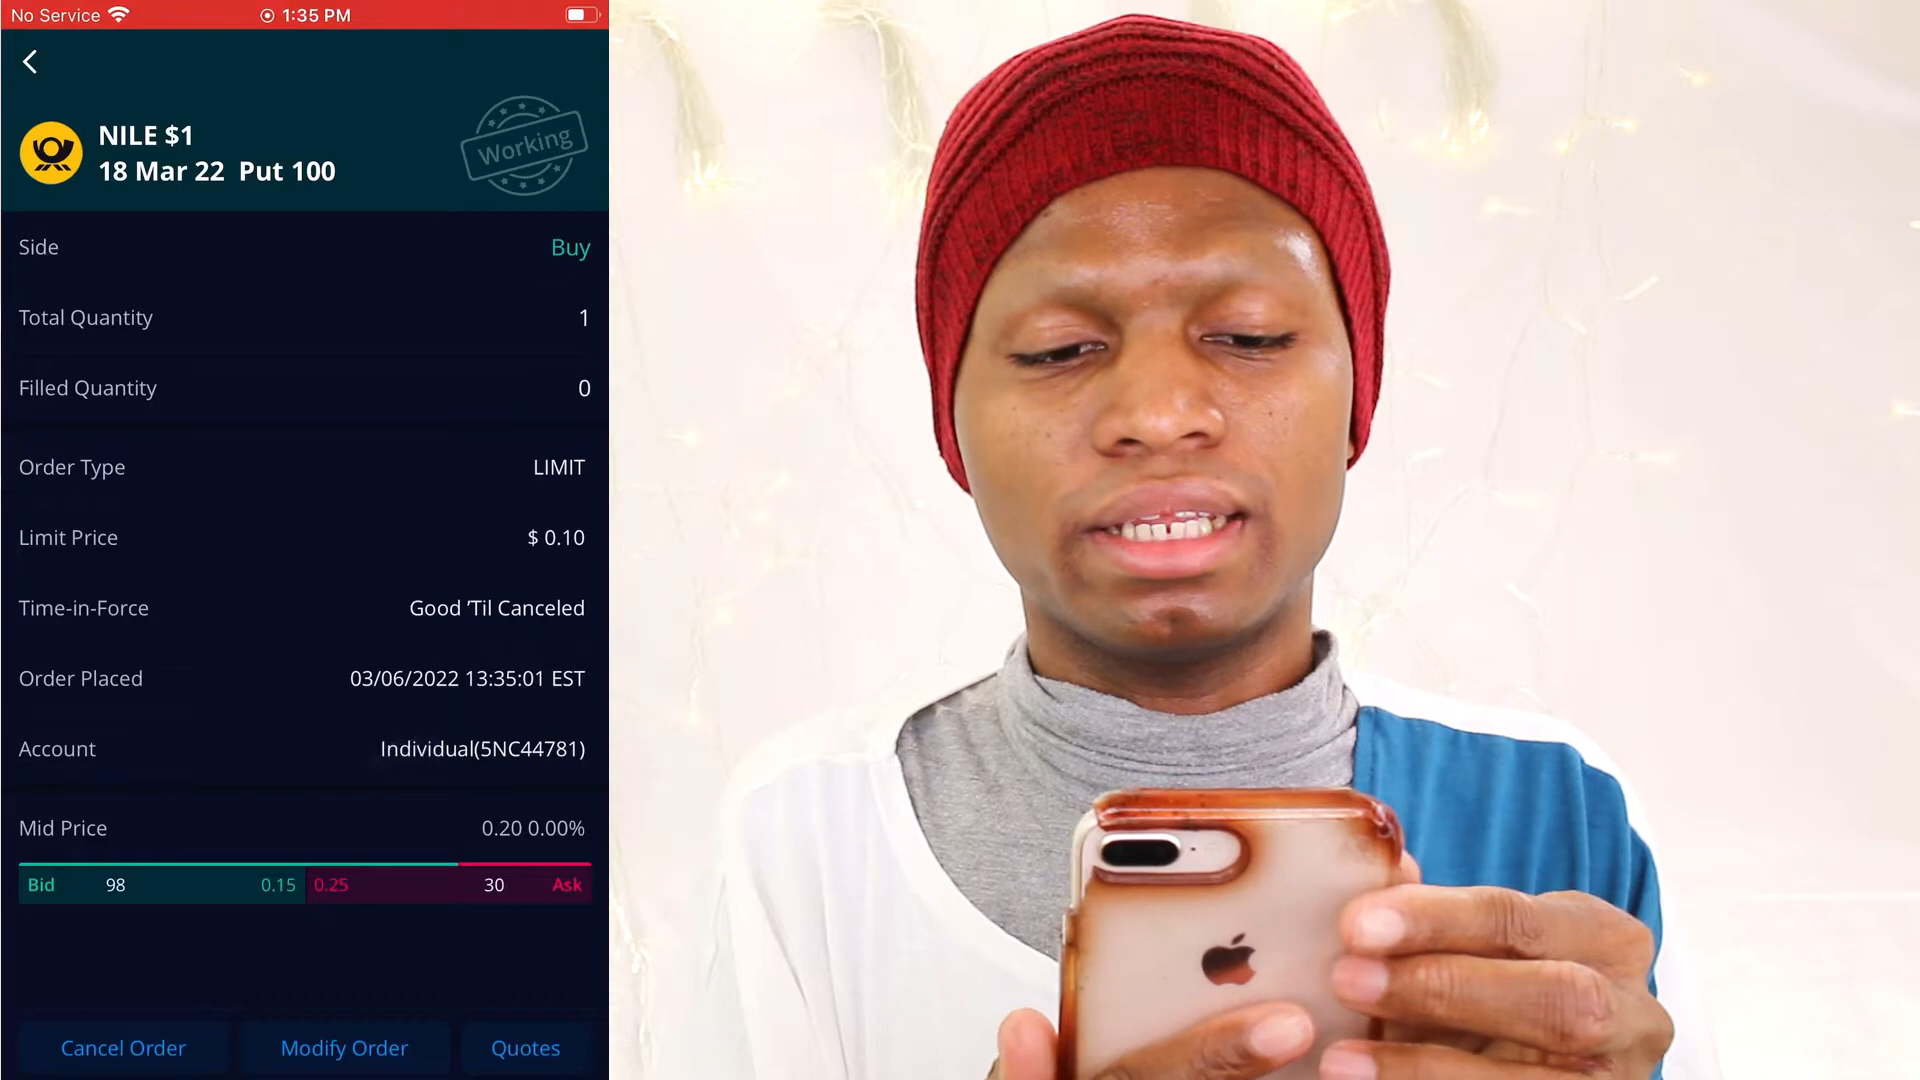 No Service 1:35 PM
NILE $1
18 Mar 22 Put 100
Working
Side Buy
Total Quantity 1
Filled Quantity 0
Order Type LIMIT
Limit Price $ 0.10
Time-in-Force Good 'Til Canceled
Order Placed 03/06/2022 13:35:01 EST
Account Individual(5NC44781)
Mid Price 0.20 0.00%
Bid 98 0.15 0.25 30 Ask
Cancel Order Modify Order Quotes